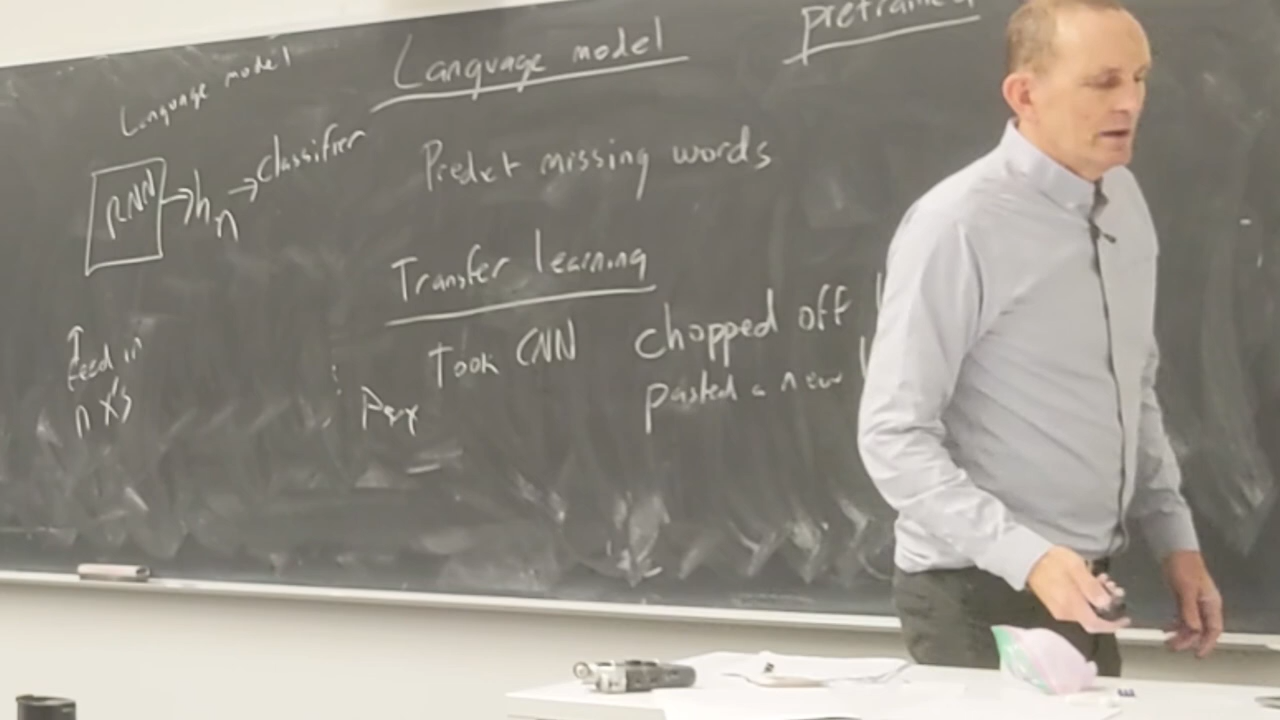 Language model
RNN → hn → classifier
↑
feed in
n x's
Language model
Predict missing words
Transfer learning
Took CNN chopped off
pasted a new